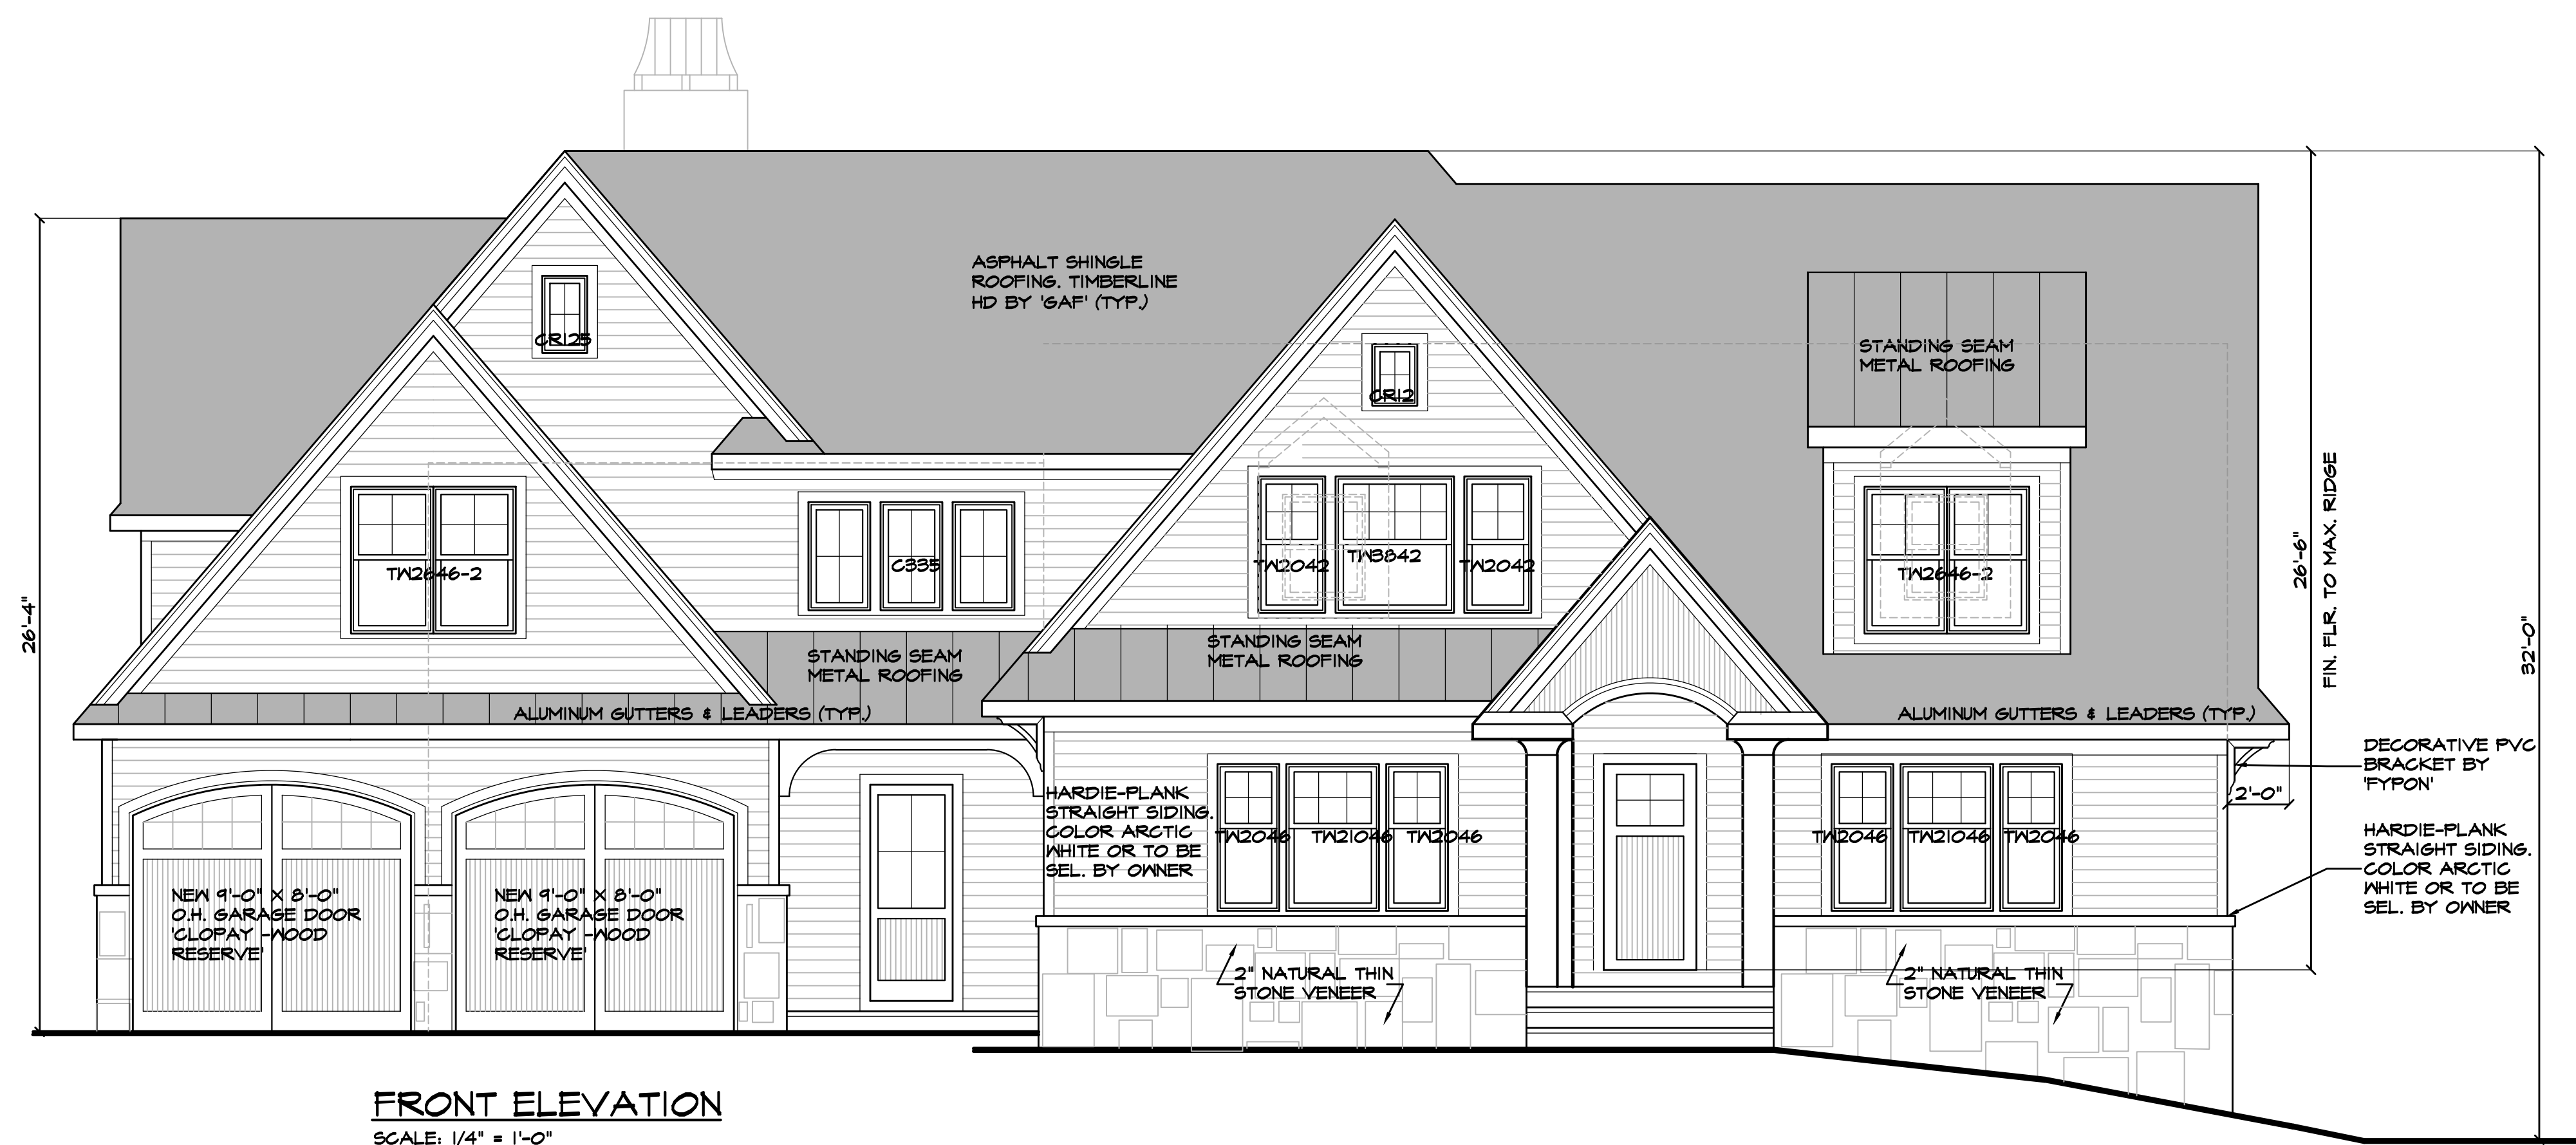 ASPHALT SHINGLE
ROOFING. TIMBERLINE
HD BY 'GAF' (TYP.)
CR125
CR12
STANDING SEAM
METAL ROOFING
TW2646-2
C335
TW2042
TW3842
TW2042
TW2646-2
26'-4"
26'-6"
FIN. FLR. TO MAX. RIDGE
32'-0"
STANDING SEAM
METAL ROOFING
STANDING SEAM
METAL ROOFING
ALUMINUM GUTTERS & LEADERS (TYP.)
ALUMINUM GUTTERS & LEADERS (TYP.)
DECORATIVE PVC
BRACKET BY
'FYPON'
2'-0"
HARDIE-PLANK
STRAIGHT SIDING.
COLOR ARCTIC
WHITE OR TO BE
SEL. BY OWNER
TW2046
TW21046
TW2046
TW2046
TW21046
TW2046
HARDIE-PLANK
STRAIGHT SIDING.
COLOR ARCTIC
WHITE OR TO BE
SEL. BY OWNER
NEW 9'-0" X 8'-0"
O.H. GARAGE DOOR
'CLOPAY -WOOD
RESERVE'
NEW 9'-0" X 8'-0"
O.H. GARAGE DOOR
'CLOPAY -WOOD
RESERVE'
2" NATURAL THIN
STONE VENEER
2" NATURAL THIN
STONE VENEER
FRONT ELEVATION
SCALE: 1/4" = 1'-0"